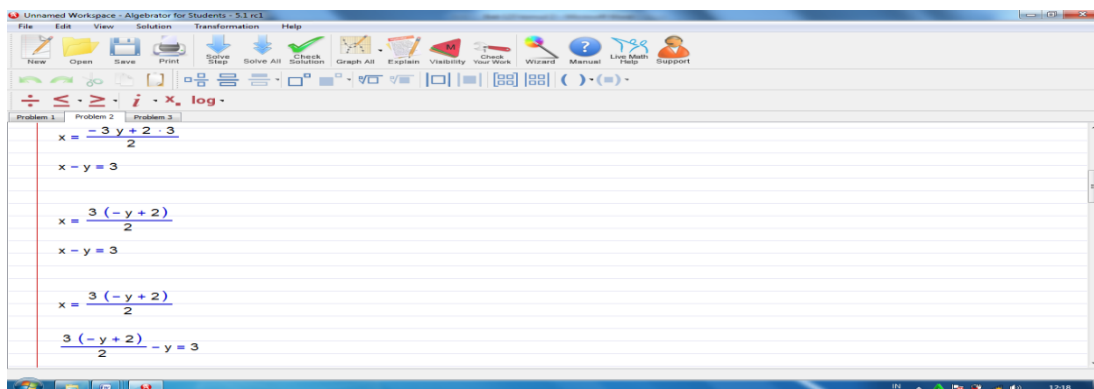 Unnamed Workspace - Algebrator for Students - 5.1 rc1
File Edit View Solution Transformation Help
New Open Save Print Solve Step Solve All Check Solution Graph All Explain Visibility Check Your Work Wizard Manual Live Math Help Support
÷ ≤ ≥ i x log
Problem 1 Problem 2 Problem 3
x = (- 3 y + 2 · 3) / 2
x - y = 3
x = 3 (- y + 2) / 2
x - y = 3
x = 3 (- y + 2) / 2
3 (- y + 2) / 2 - y = 3
IN 12:18